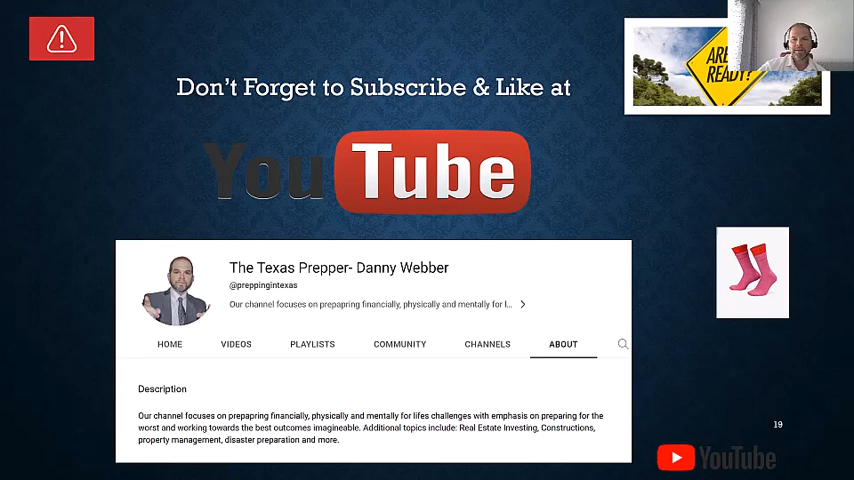 ARE
READY?
Don't Forget to Subscribe & Like at
YouTube
The Texas Prepper- Danny Webber
@preppingintexas
Our channel focuses on prepapring financially, physically and mentally for l...
HOME VIDEOS PLAYLISTS COMMUNITY CHANNELS ABOUT
Description
Our channel focuses on prepapring financially, physically and mentally for lifes challenges with emphasis on preparing for the
worst and working towards the best outcomes imagineable. Additional topics include: Real Estate Investing, Constructions,
property management, disaster preparation and more.
19
YouTube